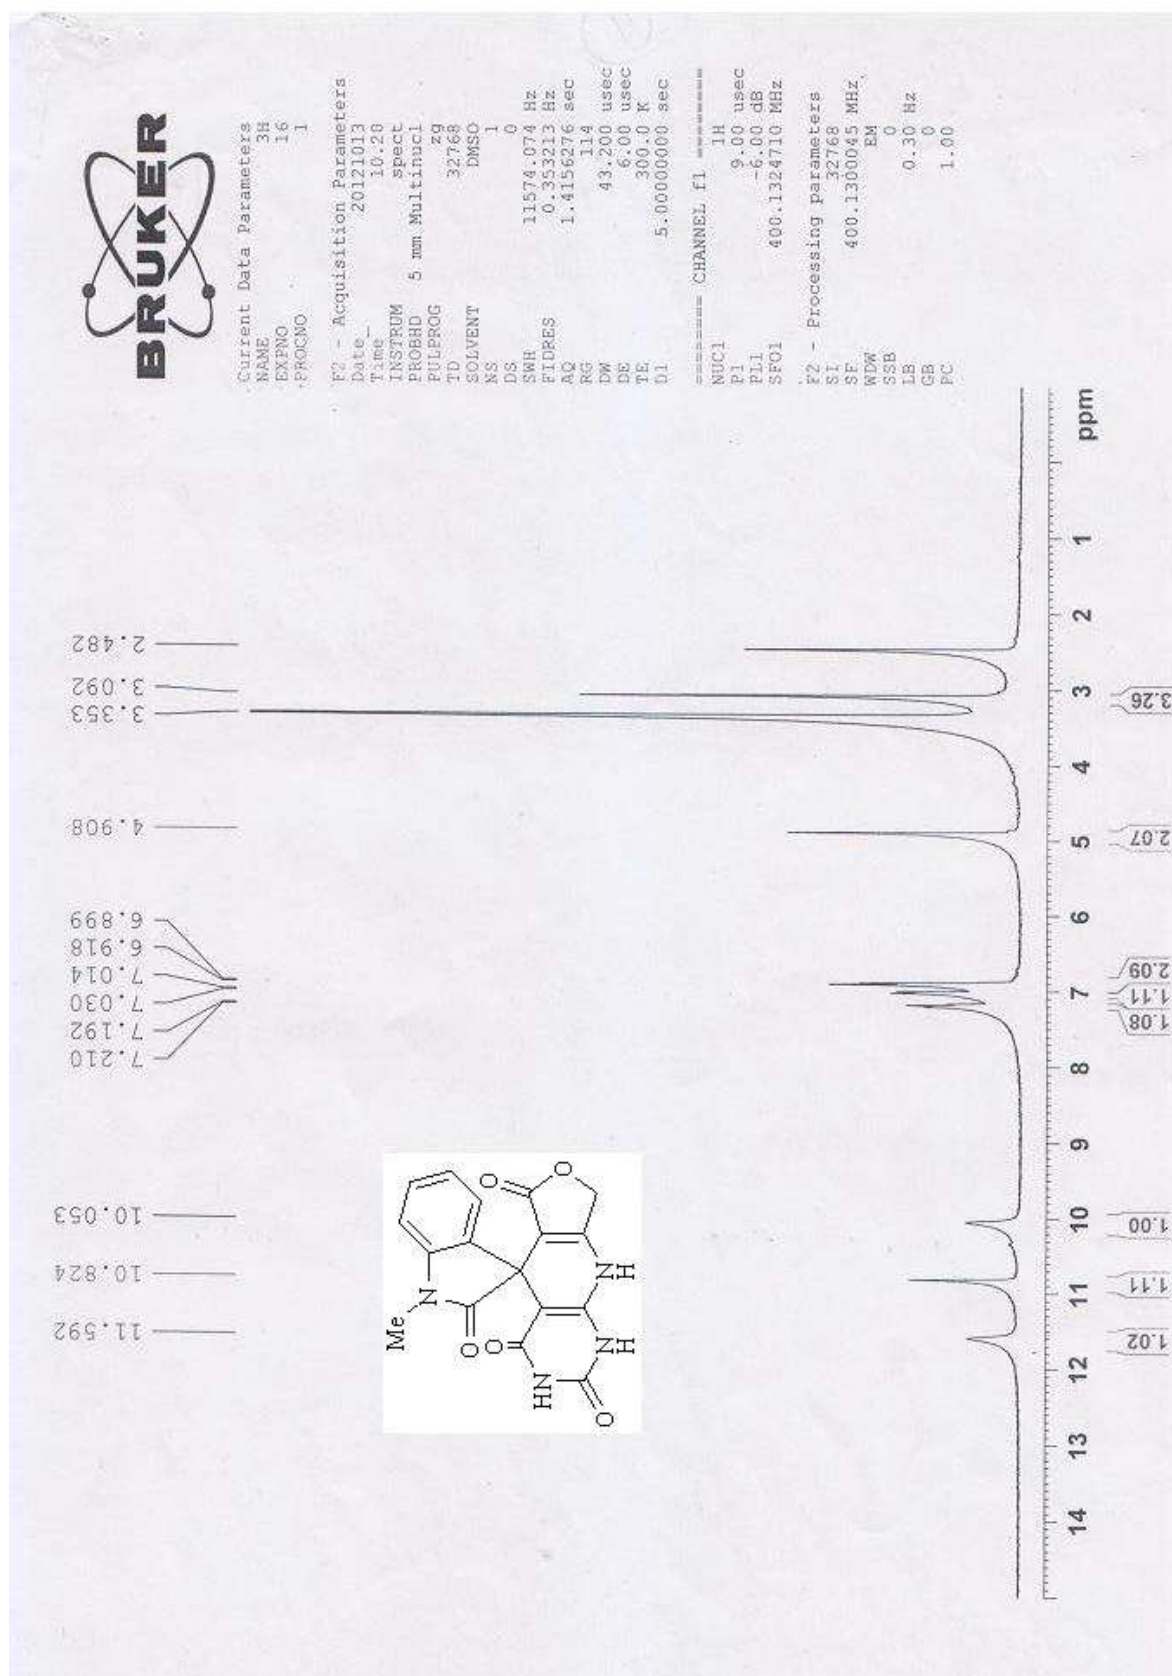 BRUKER
Current Data Parameters
NAME 3H
EXPNO 16
PROCNO 1
F2 - Acquisition Parameters
Date_ 20121013
Time 10.28
INSTRUM spect
PROBHD 5 mm Multinucl
PULPROG zg
TD 32768
SOLVENT DMSO
NS 1
DS 0
SWH 11574.074 Hz
FIDRES 0.353213 Hz
AQ 1.4156276 sec
RG 114
DW 43.200 usec
DE 6.00 usec
TE 300.0 K
D1 5.00000000 sec
======== CHANNEL f1 ========
NUC1 1H
P1 9.00 usec
PL1 -6.00 dB
SFO1 400.1324710 MHz
F2 - Processing parameters
SI 32768
SF 400.1300045 MHz
WDW EM
SSB 0
LB 0.30 Hz
GB 0
PC 1.00
11.592
10.824
10.053
7.210
7.192
7.030
7.014
6.918
6.899
4.908
3.353
3.092
2.482
Me
N
O
O
O
O
HN
N
H
N
H
O
O
14 13 12 11 10 9 8 7 6 5 4 3 2 1 ppm
1.02
1.11
1.00
1.08
1.11
2.09
2.07
3.26